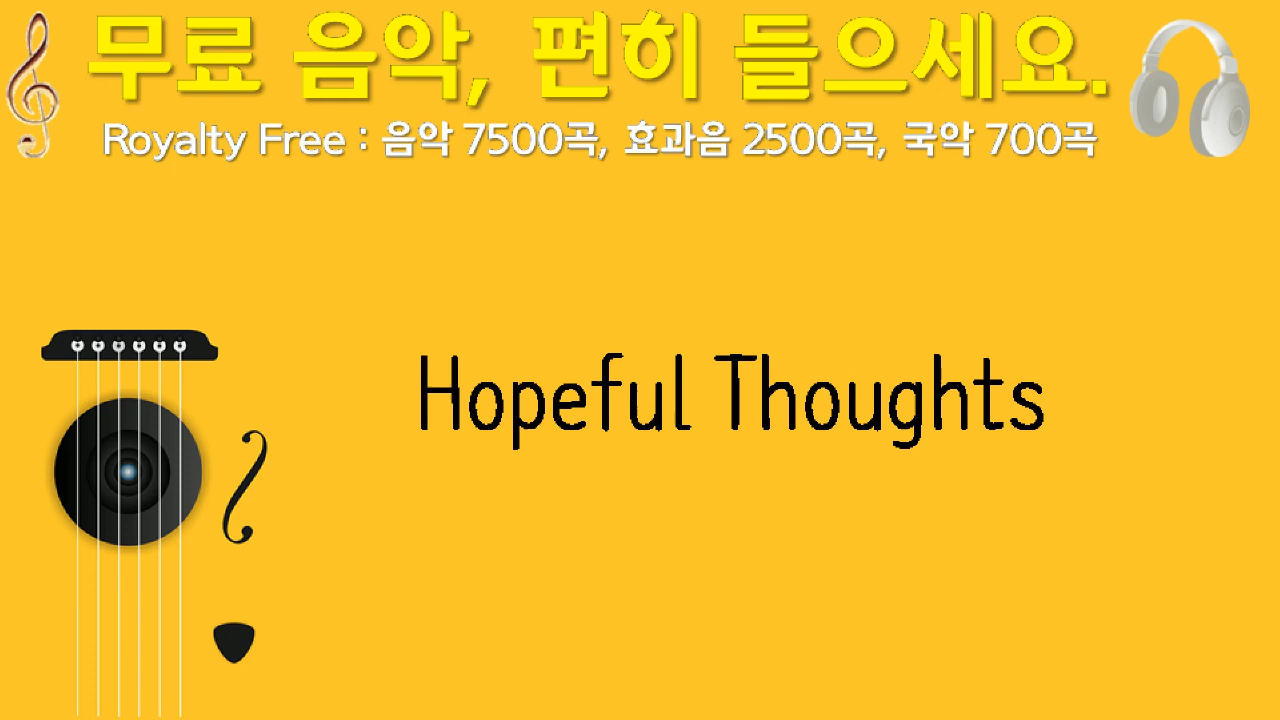 무료 음악, 편히 들으세요.
Royalty Free : 음악 7500곡, 효과음 2500곡, 국악 700곡
Hopeful Thoughts